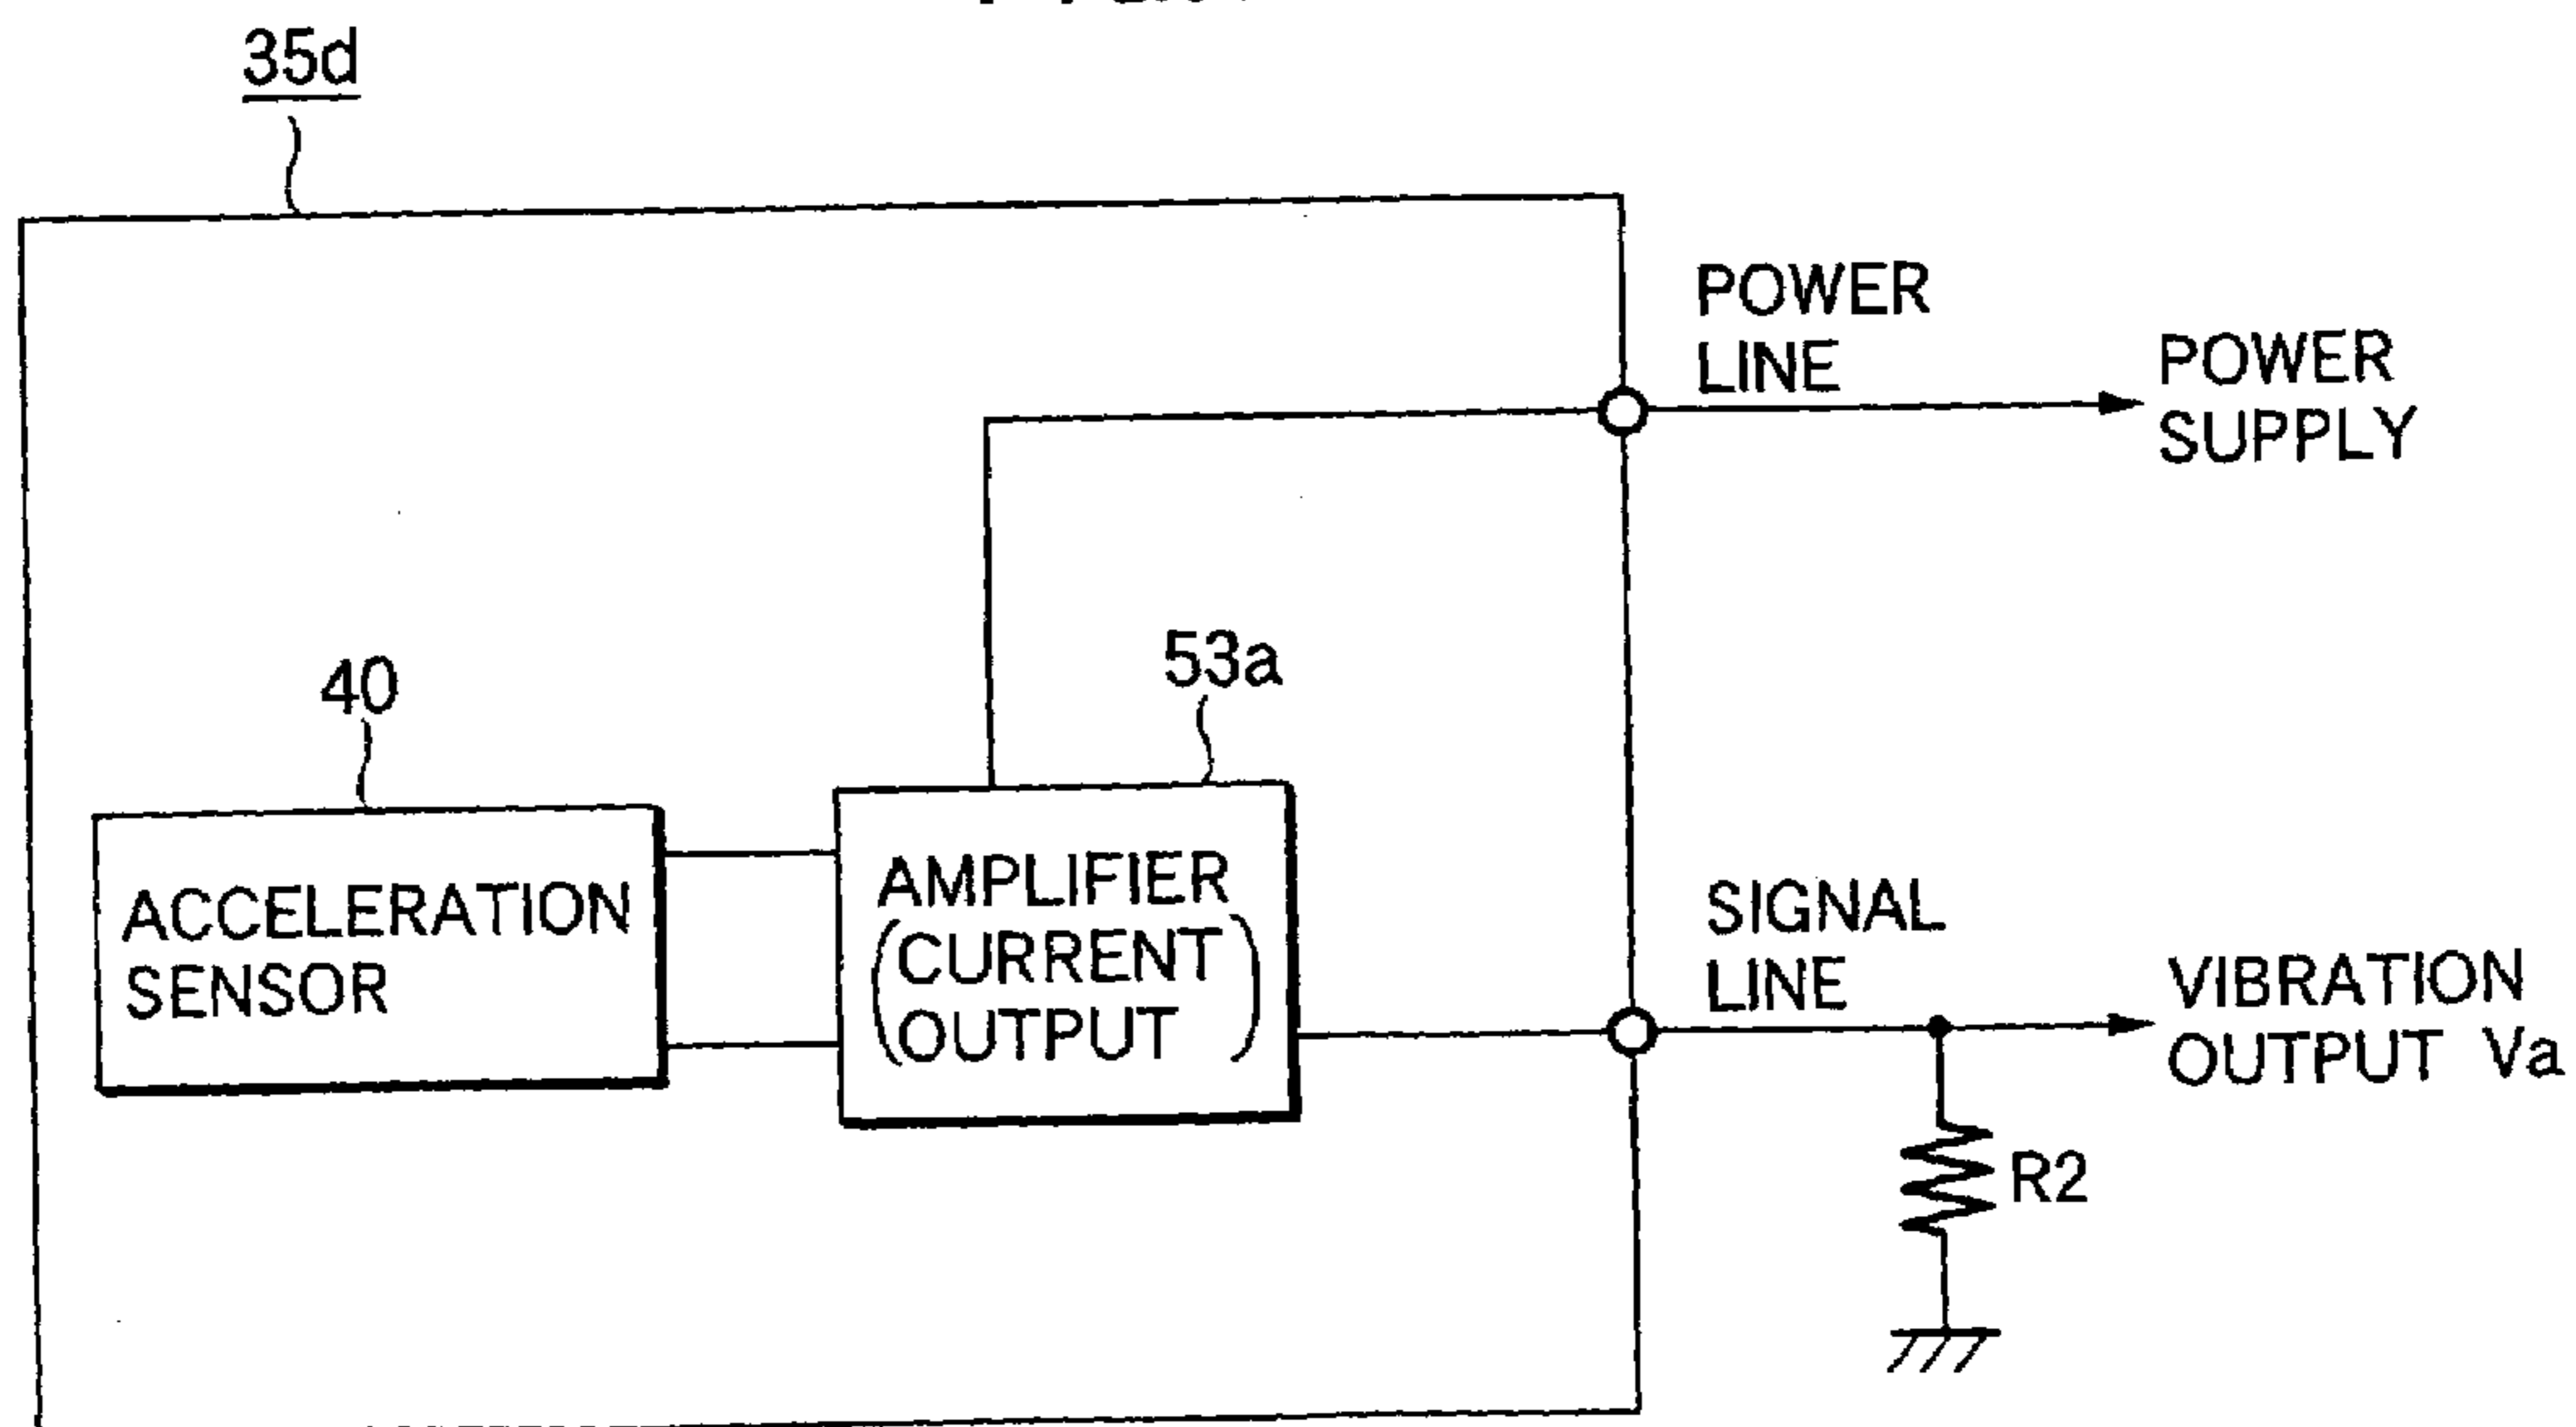 35d
POWER
LINE
POWER
SUPPLY
40
53a
ACCELERATION
SENSOR
AMPLIFIER
(CURRENT
OUTPUT)
SIGNAL
LINE
VIBRATION
OUTPUT Va
R2